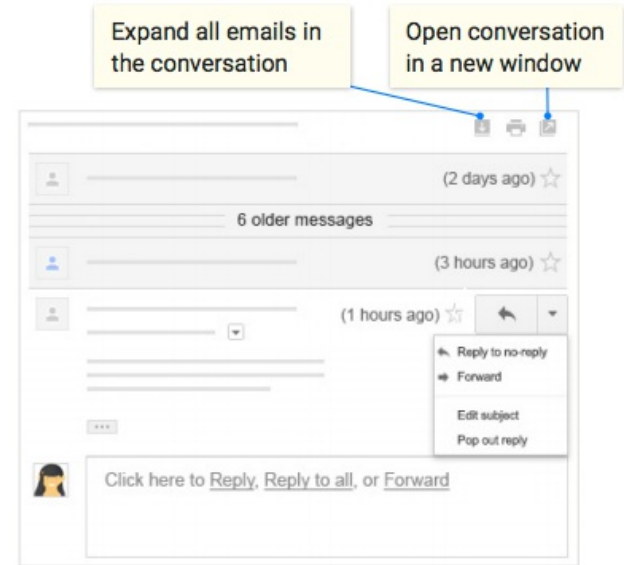 Expand all emails in
the conversation
Open conversation
in a new window
(2 days ago)
6 older messages
(3 hours ago)
(1 hours ago)
Reply to no-reply
Forward
Edit subject
Pop out reply
Click here to Reply, Reply to all, or Forward